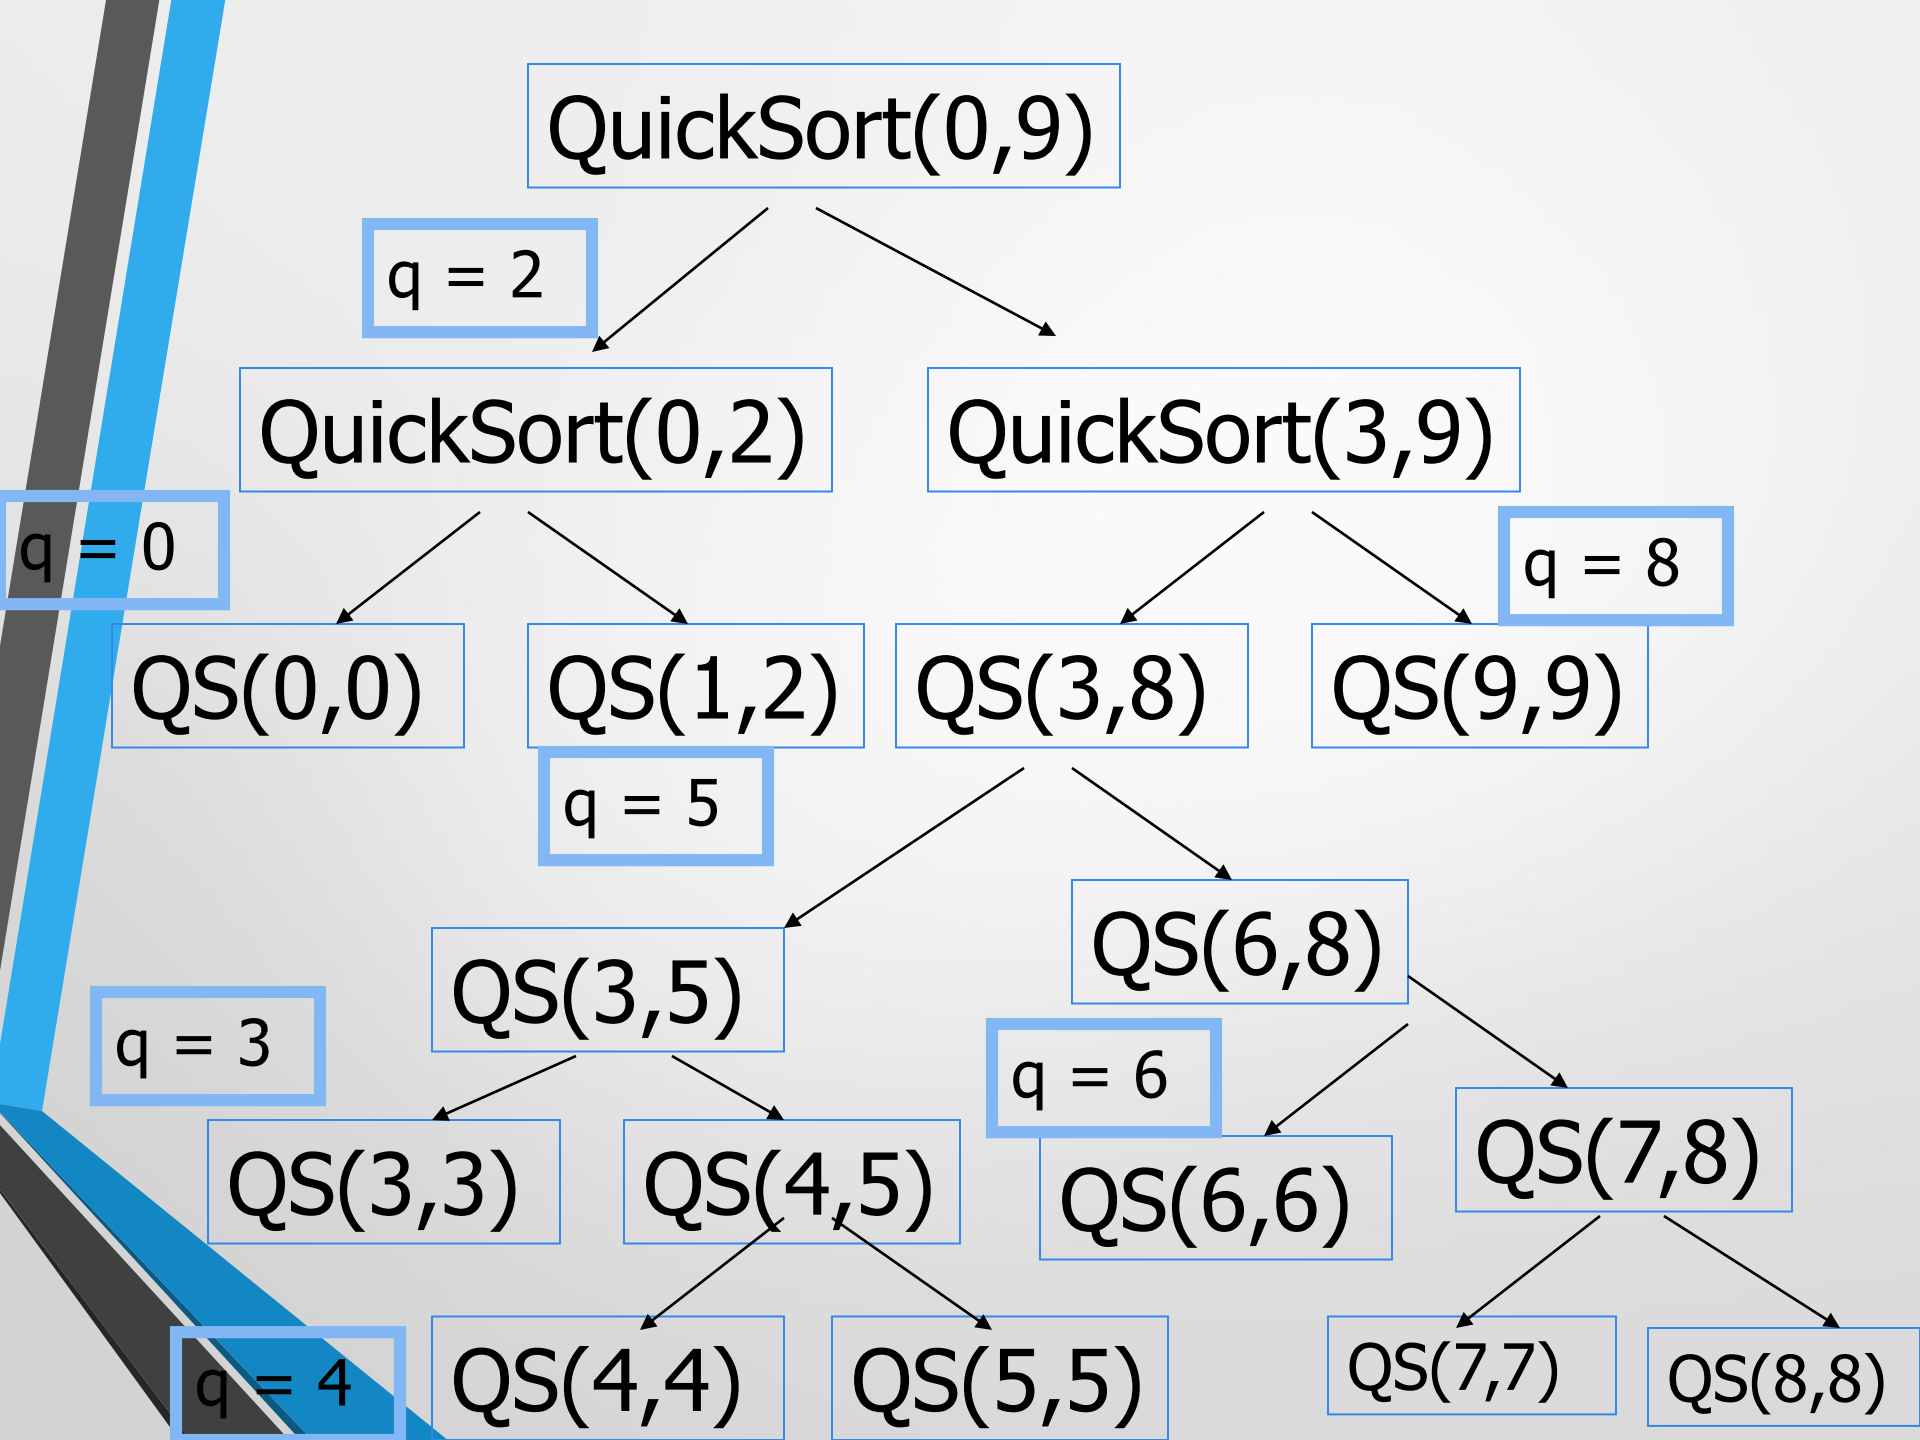 QuickSort(0,9)
q = 2
QuickSort(0,2)
QuickSort(3,9)
q = 0
q = 8
QS(0,0)
QS(1,2)
QS(3,8)
QS(9,9)
q = 5
QS(6,8)
QS(3,5)
q = 3
q = 6
QS(3,3)
QS(4,5)
QS(6,6)
QS(7,8)
q = 4
QS(4,4)
QS(5,5)
QS(7,7)
QS(8,8)